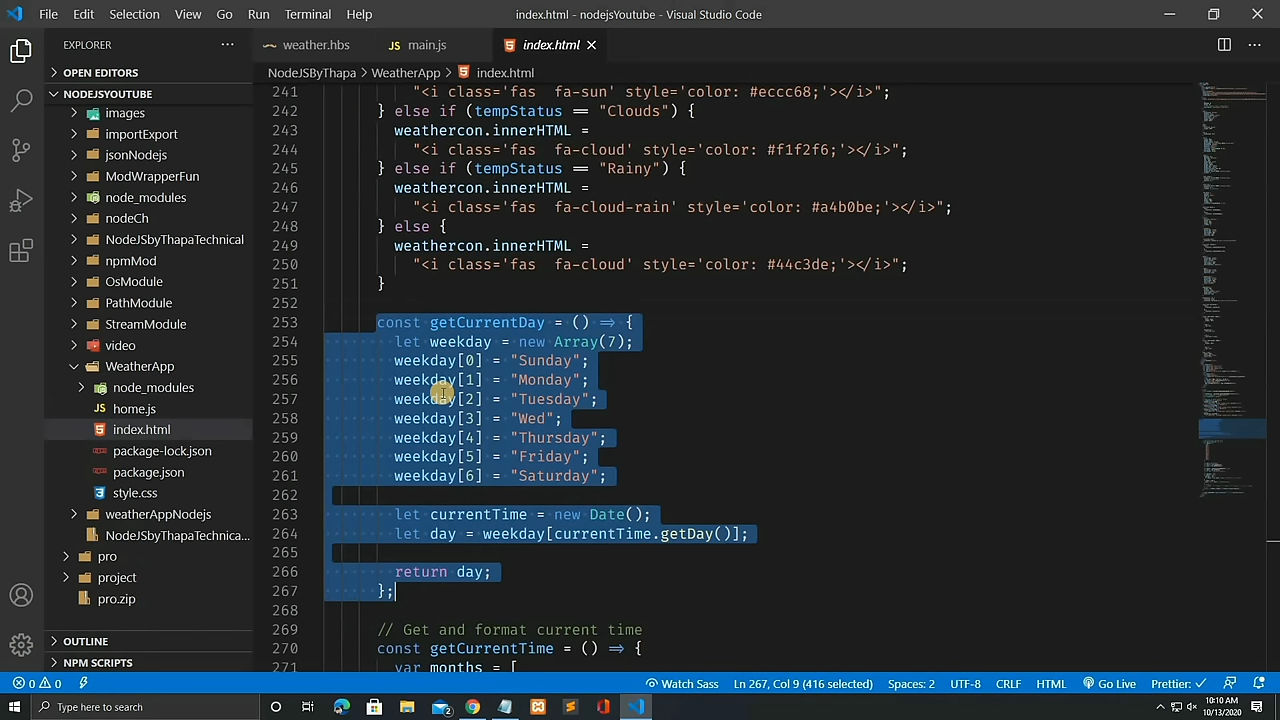 File Edit Selection View Go Run Terminal Help
index.html - nodejsYoutube - Visual Studio Code
EXPLORER
OPEN EDITORS
NODEJSYOUTUBE
images
importExport
jsonNodejs
ModWrapperFun
node_modules
nodeCh
NodeJSbyThapaTechnical
npmMod
OsModule
PathModule
StreamModule
video
WeatherApp
node_modules
home.js
index.html
package-lock.json
package.json
style.css
weatherAppNodejs
NodeJSbyThapaTechnica...
pro
project
pro.zip
OUTLINE
NPM SCRIPTS
weather.hbs
JS main.js
index.html
NodeJSByThapa > WeatherApp > index.html
241 "<i class='fas fa-sun' style='color: #eccc68;'></i>";
242 } else if (tempStatus == "Clouds") {
243 weathercon.innerHTML =
244 "<i class='fas fa-cloud' style='color: #f1f2f6;'></i>";
245 } else if (tempStatus == "Rainy") {
246 weathercon.innerHTML =
247 "<i class='fas fa-cloud-rain' style='color: #a4b0be;'></i>";
248 } else {
249 weathercon.innerHTML =
250 "<i class='fas fa-cloud' style='color: #44c3de;'></i>";
251 }
252
253 const getCurrentDay = () => {
254 let weekday = new Array(7);
255 weekday[0] = "Sunday";
256 weekday[1] = "Monday";
257 weekday[2] = "Tuesday";
258 weekday[3] = "Wed";
259 weekday[4] = "Thursday";
260 weekday[5] = "Friday";
261 weekday[6] = "Saturday";
262
263 let currentTime = new Date();
264 let day = weekday[currentTime.getDay()];
265
266 return day;
267 };
268
269 // Get and format current time
270 const getCurrentTime = () => {
271 var months = [
0 0 Watch Sass Ln 267, Col 9 (416 selected) Spaces: 2 UTF-8 CRLF HTML Go Live Prettier: ✓
Type here to search
10:10 AM
10/13/2020